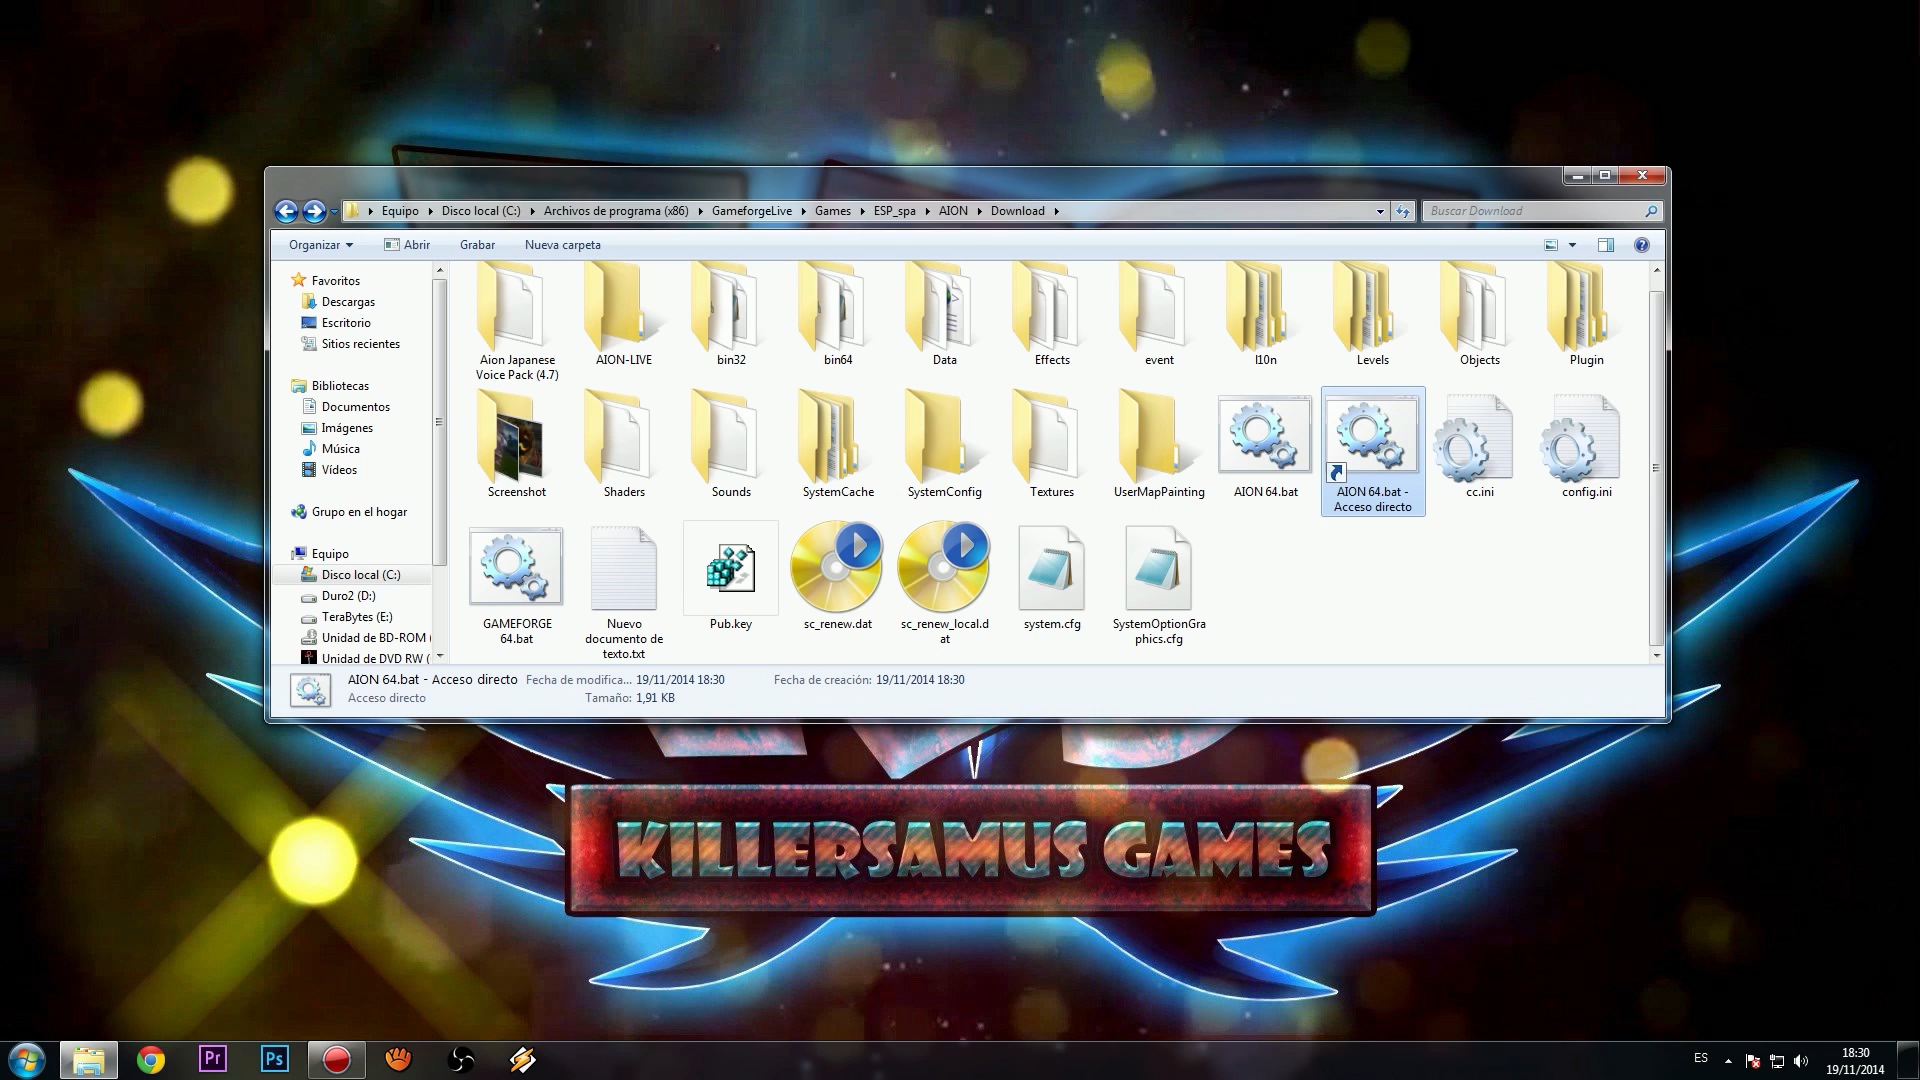 Equipo
Disco local (C:)
Archivos de programa (x86)
GameforgeLive
Games
ESP_spa
AION
Download
Buscar Download
Organizar
Abrir
Grabar
Nueva carpeta
Favoritos
Descargas
Escritorio
Sitios recientes
Bibliotecas
Documentos
Imágenes
Música
Vídeos
Grupo en el hogar
Equipo
Disco local (C:)
Duro2 (D:)
TeraBytes (E:)
Unidad de BD-ROM (
Unidad de DVD RW (
Aion Japanese
Voice Pack (4.7)
AION-LIVE
bin32
bin64
Data
Effects
event
l10n
Levels
Objects
Plugin
Screenshot
Shaders
Sounds
SystemCache
SystemConfig
Textures
UserMapPainting
AION 64.bat
AION 64.bat -
Acceso directo
cc.ini
config.ini
GAMEFORGE
64.bat
Nuevo
documento de
texto.txt
Pub.key
sc_renew.dat
sc_renew_local.d
at
system.cfg
SystemOptionGra
phics.cfg
AION 64.bat - Acceso directo
Fecha de modifica... 19/11/2014 18:30
Fecha de creación: 19/11/2014 18:30
Acceso directo
Tamaño: 1,91 KB
KILLERSAMUS GAMES
Pr
Ps
ES
18:30
19/11/2014